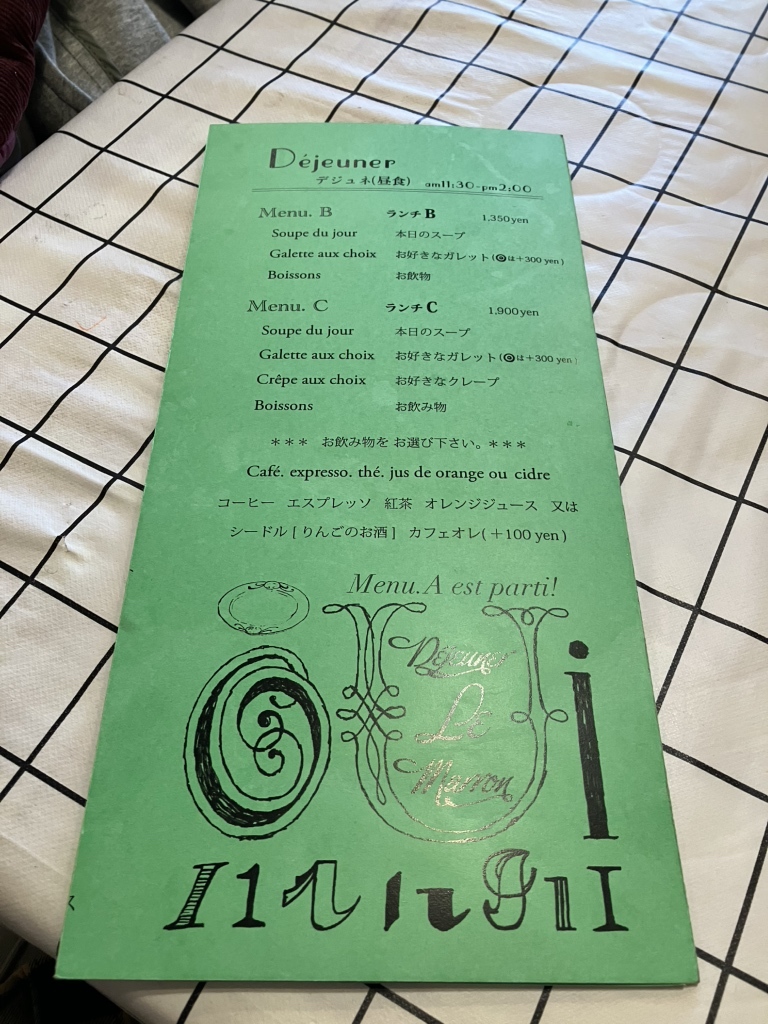 Déjeuner
デジュネ(昼食) am11:30-pm2:00
Menu. B ランチB 1,350yen
Soupe du jour 本日のスープ
Galette aux choix お好きなガレット(◎は+300 yen)
Boissons お飲物
Menu. C ランチC 1,900yen
Soupe du jour 本日のスープ
Galette aux choix お好きなガレット(◎は+300 yen)
Crêpe aux choix お好きなクレープ
Boissons お飲み物
*** お飲み物を お選び下さい。***
Café. expresso. thé. jus de orange ou cidre
コーヒー エスプレッソ 紅茶 オレンジジュース 又は
シードル[りんごのお酒] カフェオレ(+100 yen)
Menu.A est parti!
OUi
Déjeuner
Le
Marron